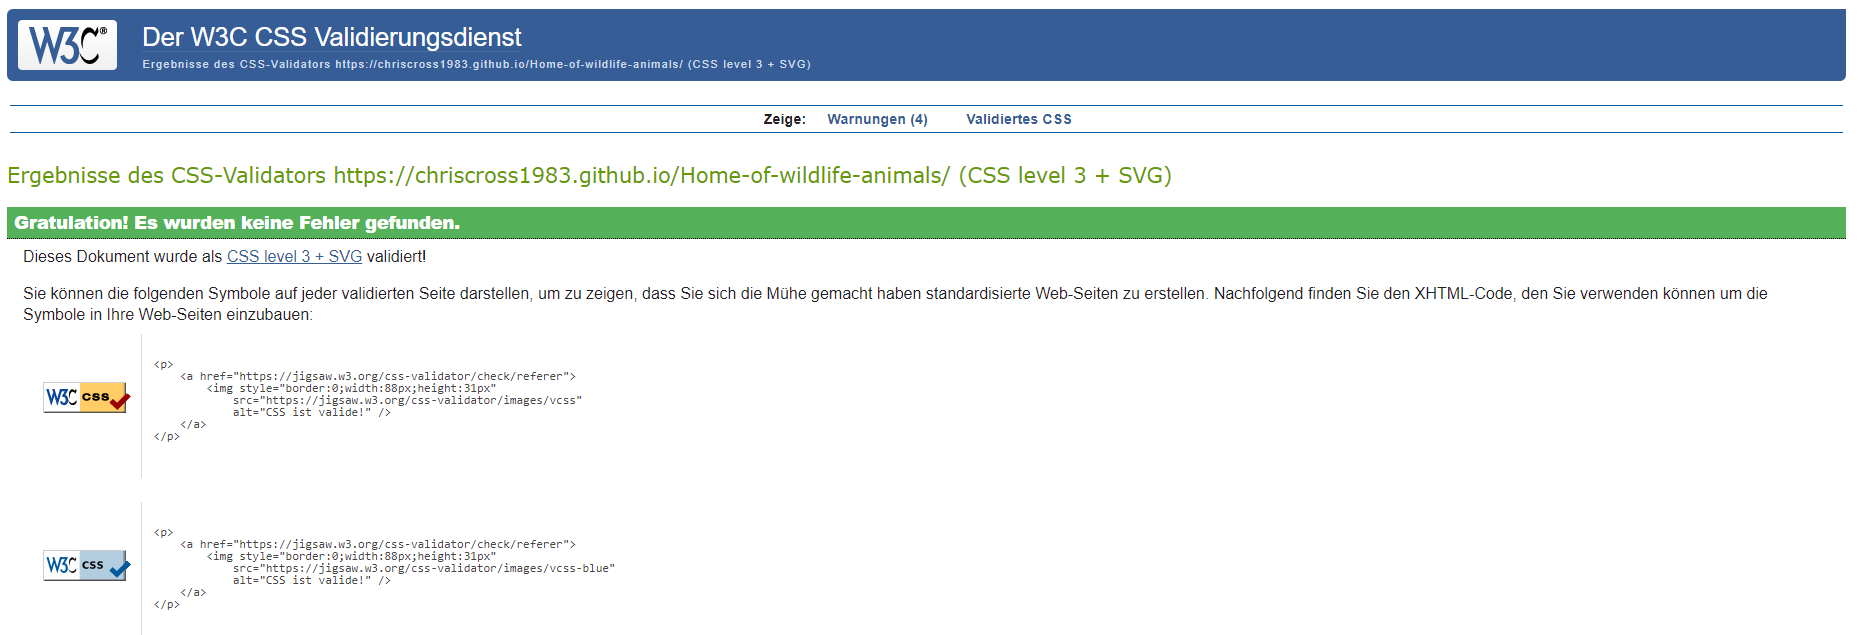 W3C®
Der W3C CSS Validierungsdienst
Ergebnisse des CSS-Validators https://chriscross1983.github.io/Home-of-wildlife-animals/ (CSS level 3 + SVG)
Zeige: Warnungen (4) Validiertes CSS
Ergebnisse des CSS-Validators https://chriscross1983.github.io/Home-of-wildlife-animals/ (CSS level 3 + SVG)
Gratulation! Es wurden keine Fehler gefunden.
Dieses Dokument wurde als CSS level 3 + SVG validiert!
Sie können die folgenden Symbole auf jeder validierten Seite darstellen, um zu zeigen, dass Sie sich die Mühe gemacht haben standardisierte Web-Seiten zu erstellen. Nachfolgend finden Sie den XHTML-Code, den Sie verwenden können um die
Symbole in Ihre Web-Seiten einzubauen:
W3C css
<p>
    <a href="https://jigsaw.w3.org/css-validator/check/referer">
        <img style="border:0;width:88px;height:31px"
            src="https://jigsaw.w3.org/css-validator/images/vcss"
            alt="CSS ist valide!" />
    </a>
</p>
W3C css
<p>
    <a href="https://jigsaw.w3.org/css-validator/check/referer">
        <img style="border:0;width:88px;height:31px"
            src="https://jigsaw.w3.org/css-validator/images/vcss-blue"
            alt="CSS ist valide!" />
    </a>
</p>